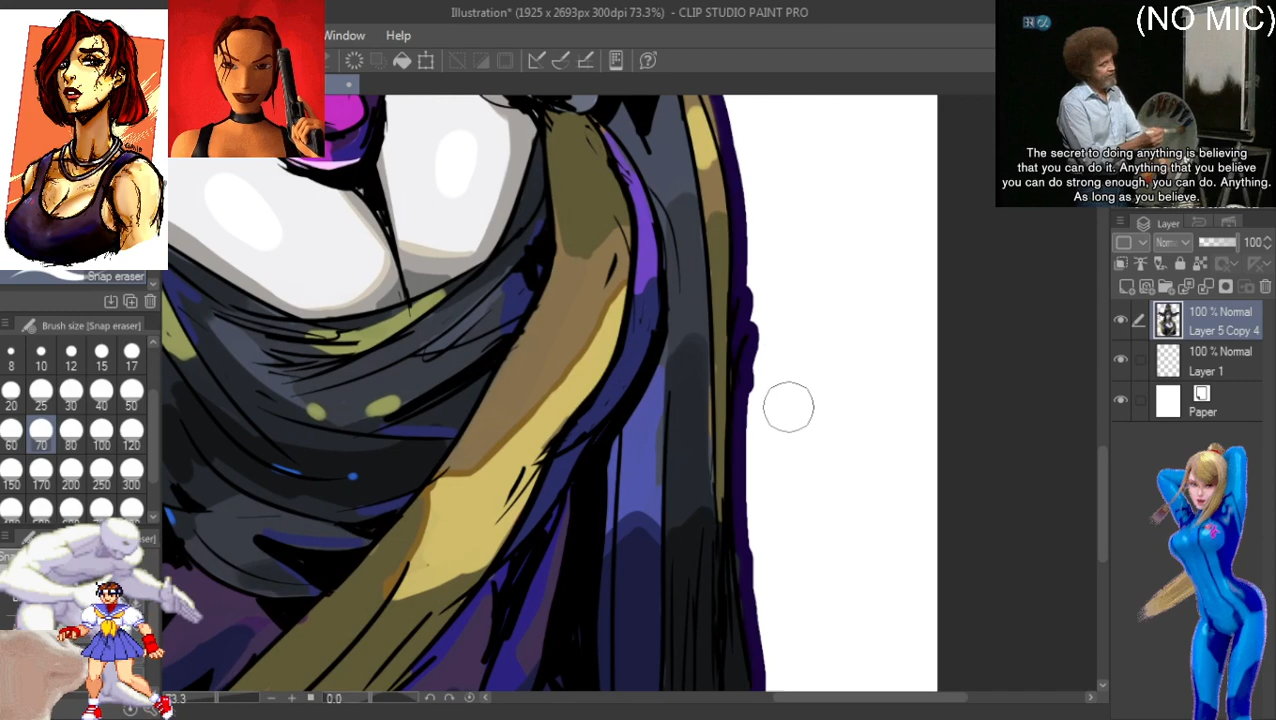 Illustration* (1925 x 2693px 300dpi 73.3%) - CLIP STUDIO PAINT PRO
(NO MIC)
Window Help
The secret to doing anything is believing
that you can do it. Anything that you believe
you can do strong enough, you can do. Anything.
As long as you believe.
Layer
Norma 100
Snap eraser
Brush size [Snap eraser]
8 10 12 15 17
20 25 30 40 50
60 70 80 100 120
150 170 200 250 300
100 % Normal
Layer 5 Copy 4
100 % Normal
Layer 1
Paper
73.3 0.0